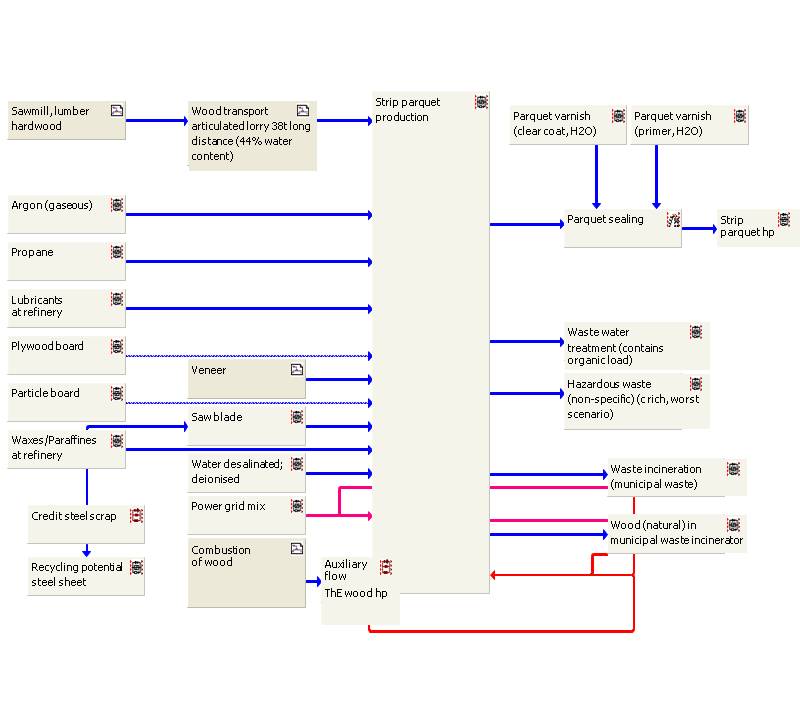 Sawmill, lumber
hardwood
Wood transport
articulated lorry 38t long
distance (44% water
content)
Strip parquet
production
Parquet varnish
(clear coat, H2O)
Parquet varnish
(primer, H2O)
Argon (gaseous)
Parquet sealing
Strip
parquet hp
Propane
Lubricants
at refinery
Plywood board
Waste water
treatment (contains
organic load)
Veneer
Particle board
Hazardous waste
(non-specific) (c rich, worst
scenario)
Saw blade
Waxes/Paraffines
at refinery
Water desalinated;
deionised
Waste incineration
(municipal waste)
Power grid mix
Credit steel scrap
Wood (natural) in
municipal waste incinerator
Combustion
of wood
Recycling potential
steel sheet
Auxiliary
flow
ThE wood hp